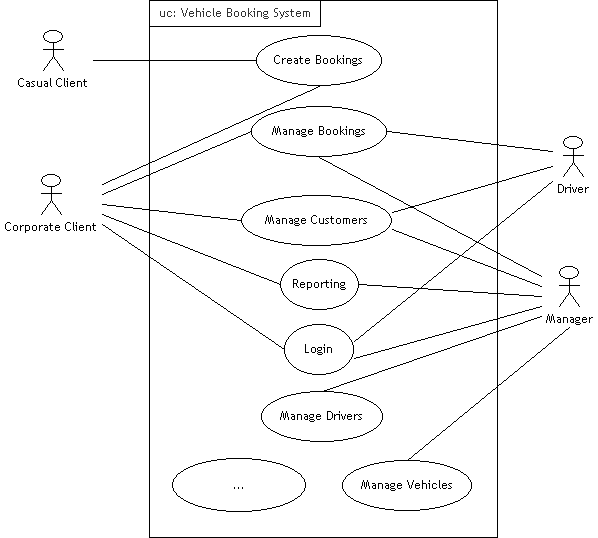 uc: Vehicle Booking System
Create Bookings
Casual Client
Manage Bookings
Driver
Corporate Client
Manage Customers
Reporting
Manager
Login
Manage Drivers
...
Manage Vehicles